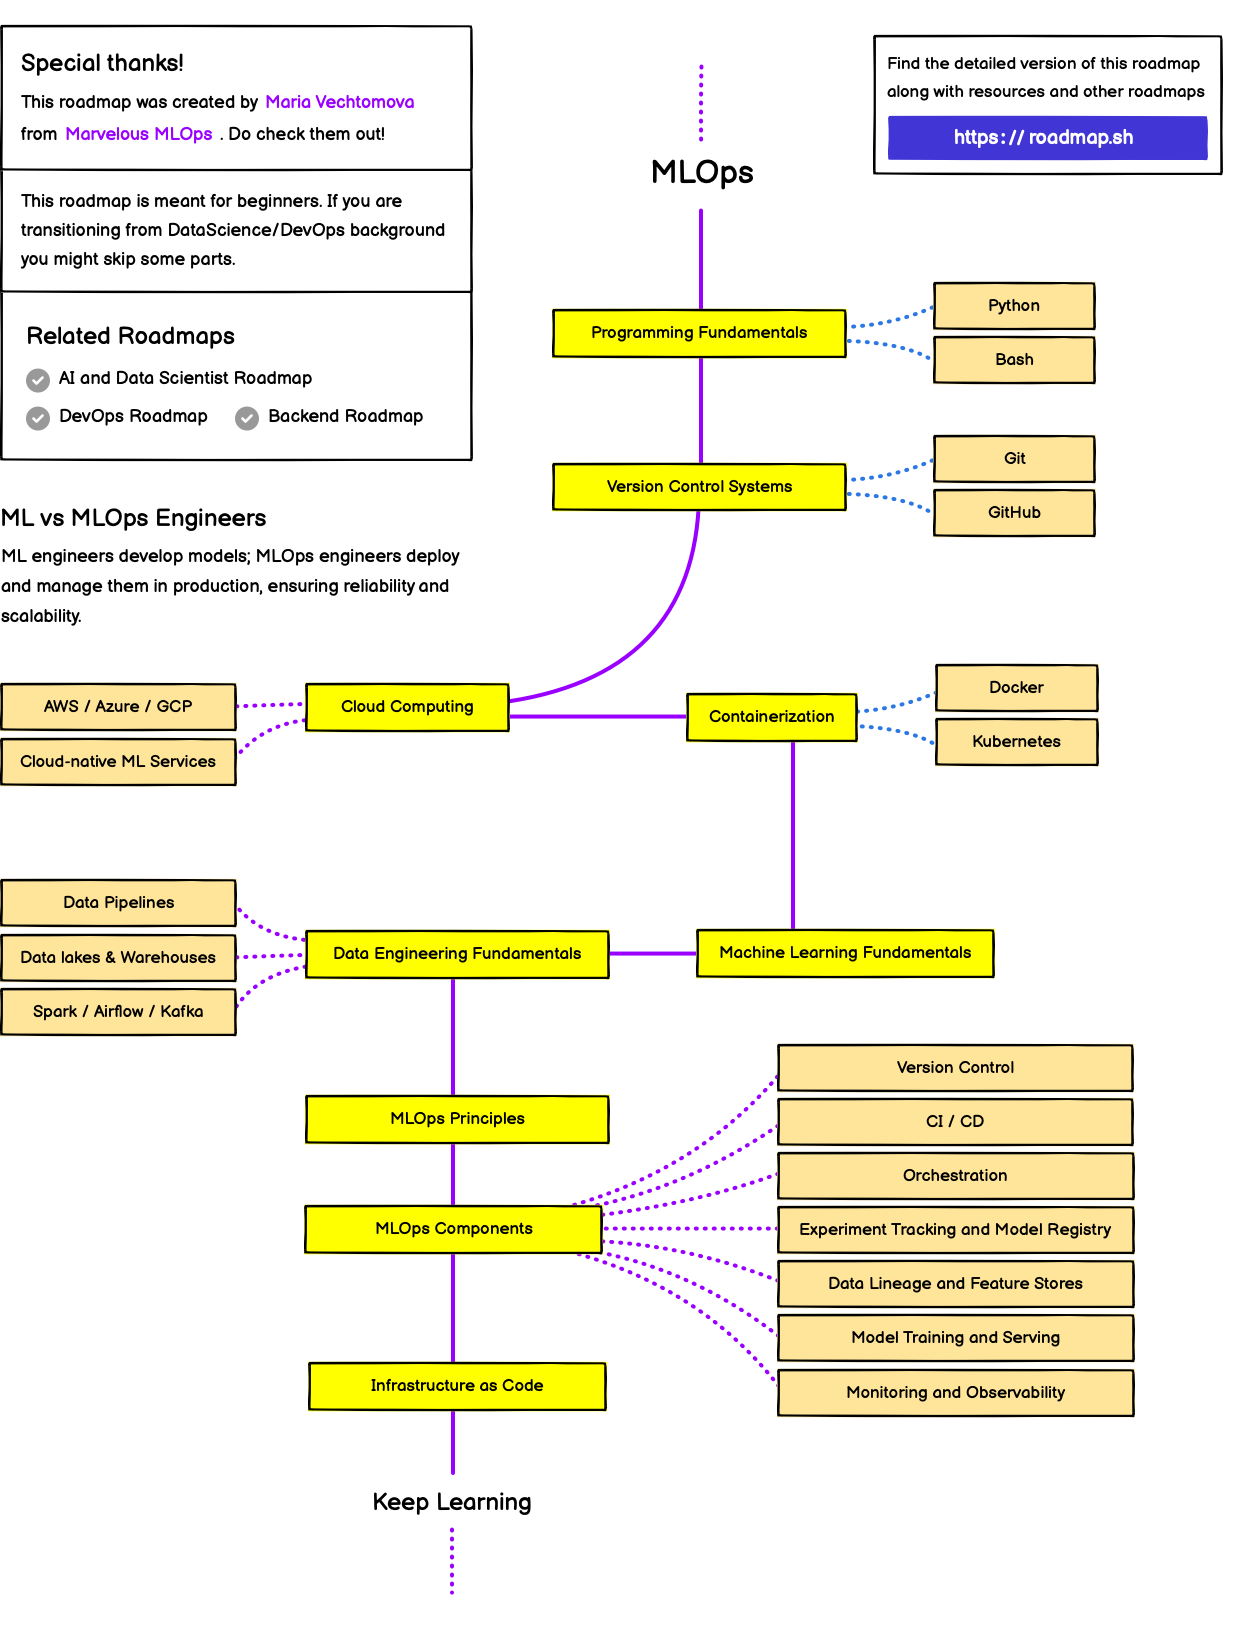 Special thanks!
This roadmap was created by Maria Vechtomova
from Marvelous MLOps . Do check them out!
This roadmap is meant for beginners. If you are
transitioning from DataScience/DevOps background
you might skip some parts.
Related Roadmaps
AI and Data Scientist Roadmap
DevOps Roadmap
Backend Roadmap
Find the detailed version of this roadmap
along with resources and other roadmaps
https://roadmap.sh
MLOps
Programming Fundamentals
Python
Bash
Version Control Systems
Git
GitHub
ML vs MLOps Engineers
ML engineers develop models; MLOps engineers deploy
and manage them in production, ensuring reliability and
scalability.
AWS / Azure / GCP
Cloud-native ML Services
Cloud Computing
Containerization
Docker
Kubernetes
Data Pipelines
Data lakes & Warehouses
Spark / Airflow / Kafka
Data Engineering Fundamentals
Machine Learning Fundamentals
MLOps Principles
MLOps Components
Version Control
CI / CD
Orchestration
Experiment Tracking and Model Registry
Data Lineage and Feature Stores
Model Training and Serving
Monitoring and Observability
Infrastructure as Code
Keep Learning